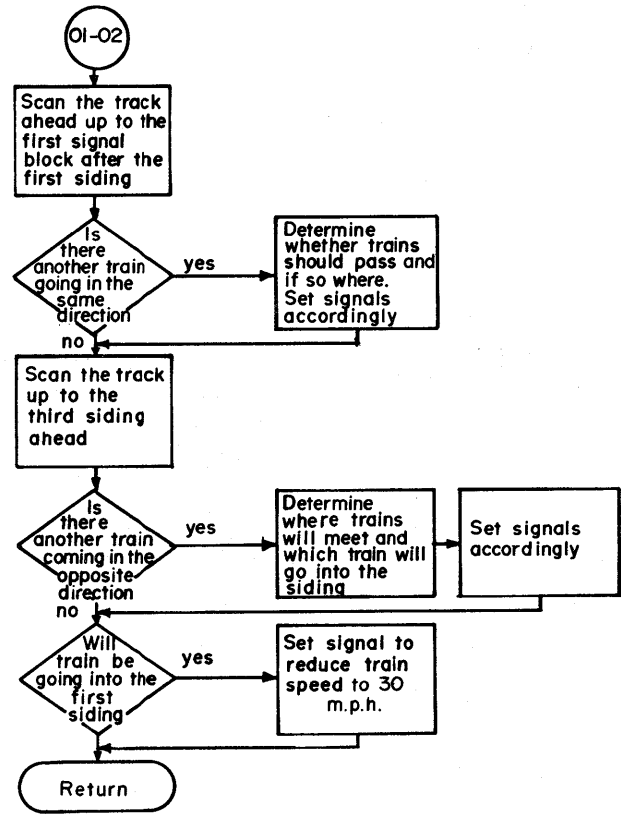 01-02
Scan the track
ahead up to the
first signal
block after the
first siding
Is
there
another train
going in the
same
direction
yes
Determine
whether trains
should pass and
if so where.
Set signals
accordingly
no
Scan the track
up to the
third siding
ahead
Is
there
another train
coming in the
opposite
direction
yes
Determine
where trains
will meet and
which train will
go into the
siding
Set signals
accordingly
no
Will
train be
going into the
first
siding
yes
Set signal to
reduce train
speed to 30
m.p.h.
Return